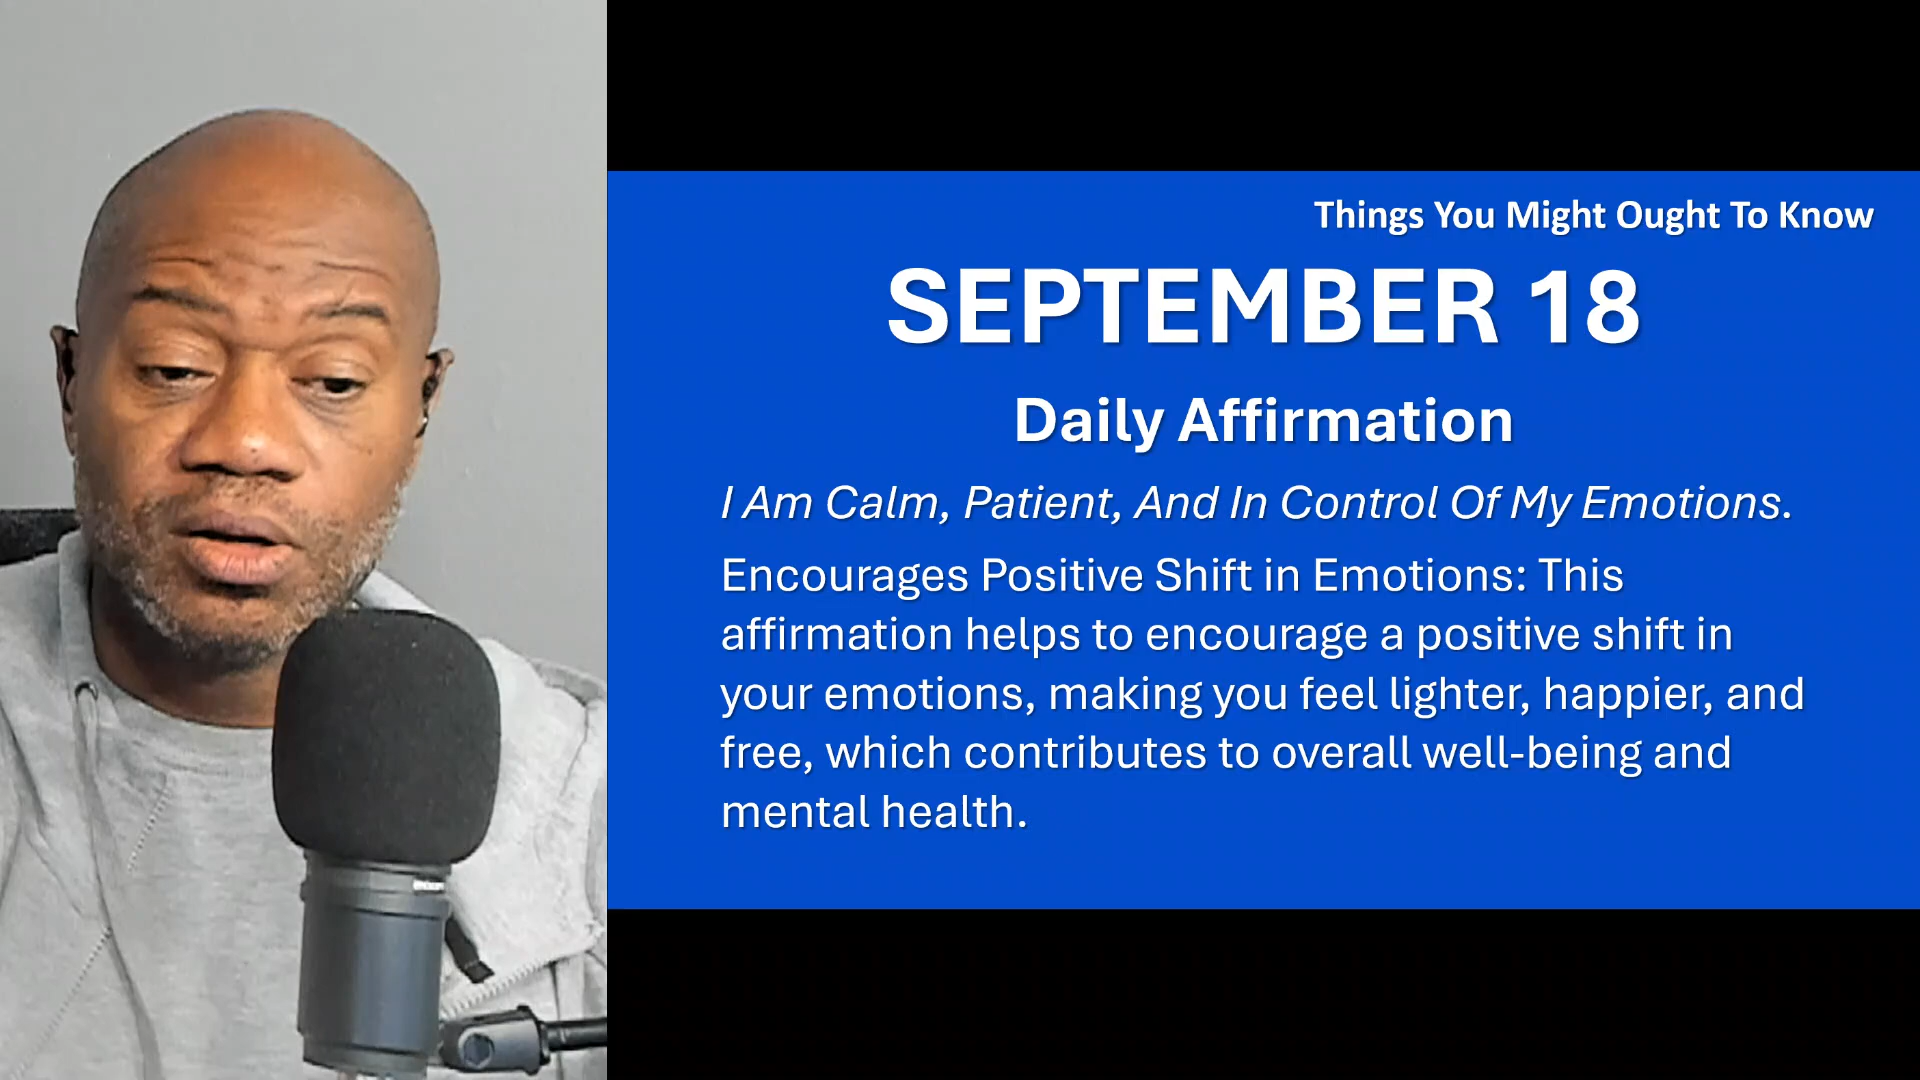 Things You Might Ought To Know
SEPTEMBER 18
Daily Affirmation
I Am Calm, Patient, And In Control Of My Emotions.
Encourages Positive Shift in Emotions: This
affirmation helps to encourage a positive shift in
your emotions, making you feel lighter, happier, and
free, which contributes to overall well-being and
mental health.